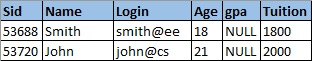 Sid Name Login Age gpa Tuition
53688 Smith smith@ee 18 NULL 1800
53720 John john@cs 21 NULL 2000